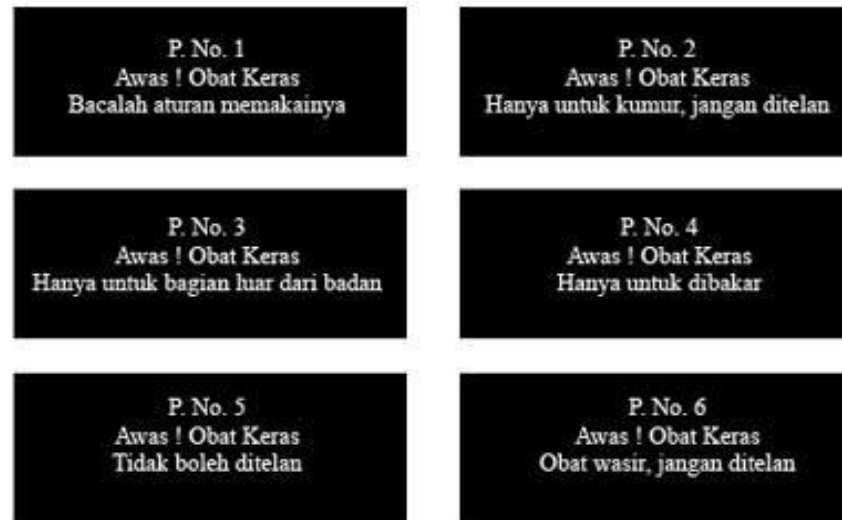 P. No. 1
Awas ! Obat Keras
Bacalah aturan memakainya
P. No. 2
Awas ! Obat Keras
Hanya untuk kumur, jangan ditelan
P. No. 3
Awas ! Obat Keras
Hanya untuk bagian luar dari badan
P. No. 4
Awas ! Obat Keras
Hanya untuk dibakar
P. No. 5
Awas ! Obat Keras
Tidak boleh ditelan
P. No. 6
Awas ! Obat Keras
Obat wasir, jangan ditelan